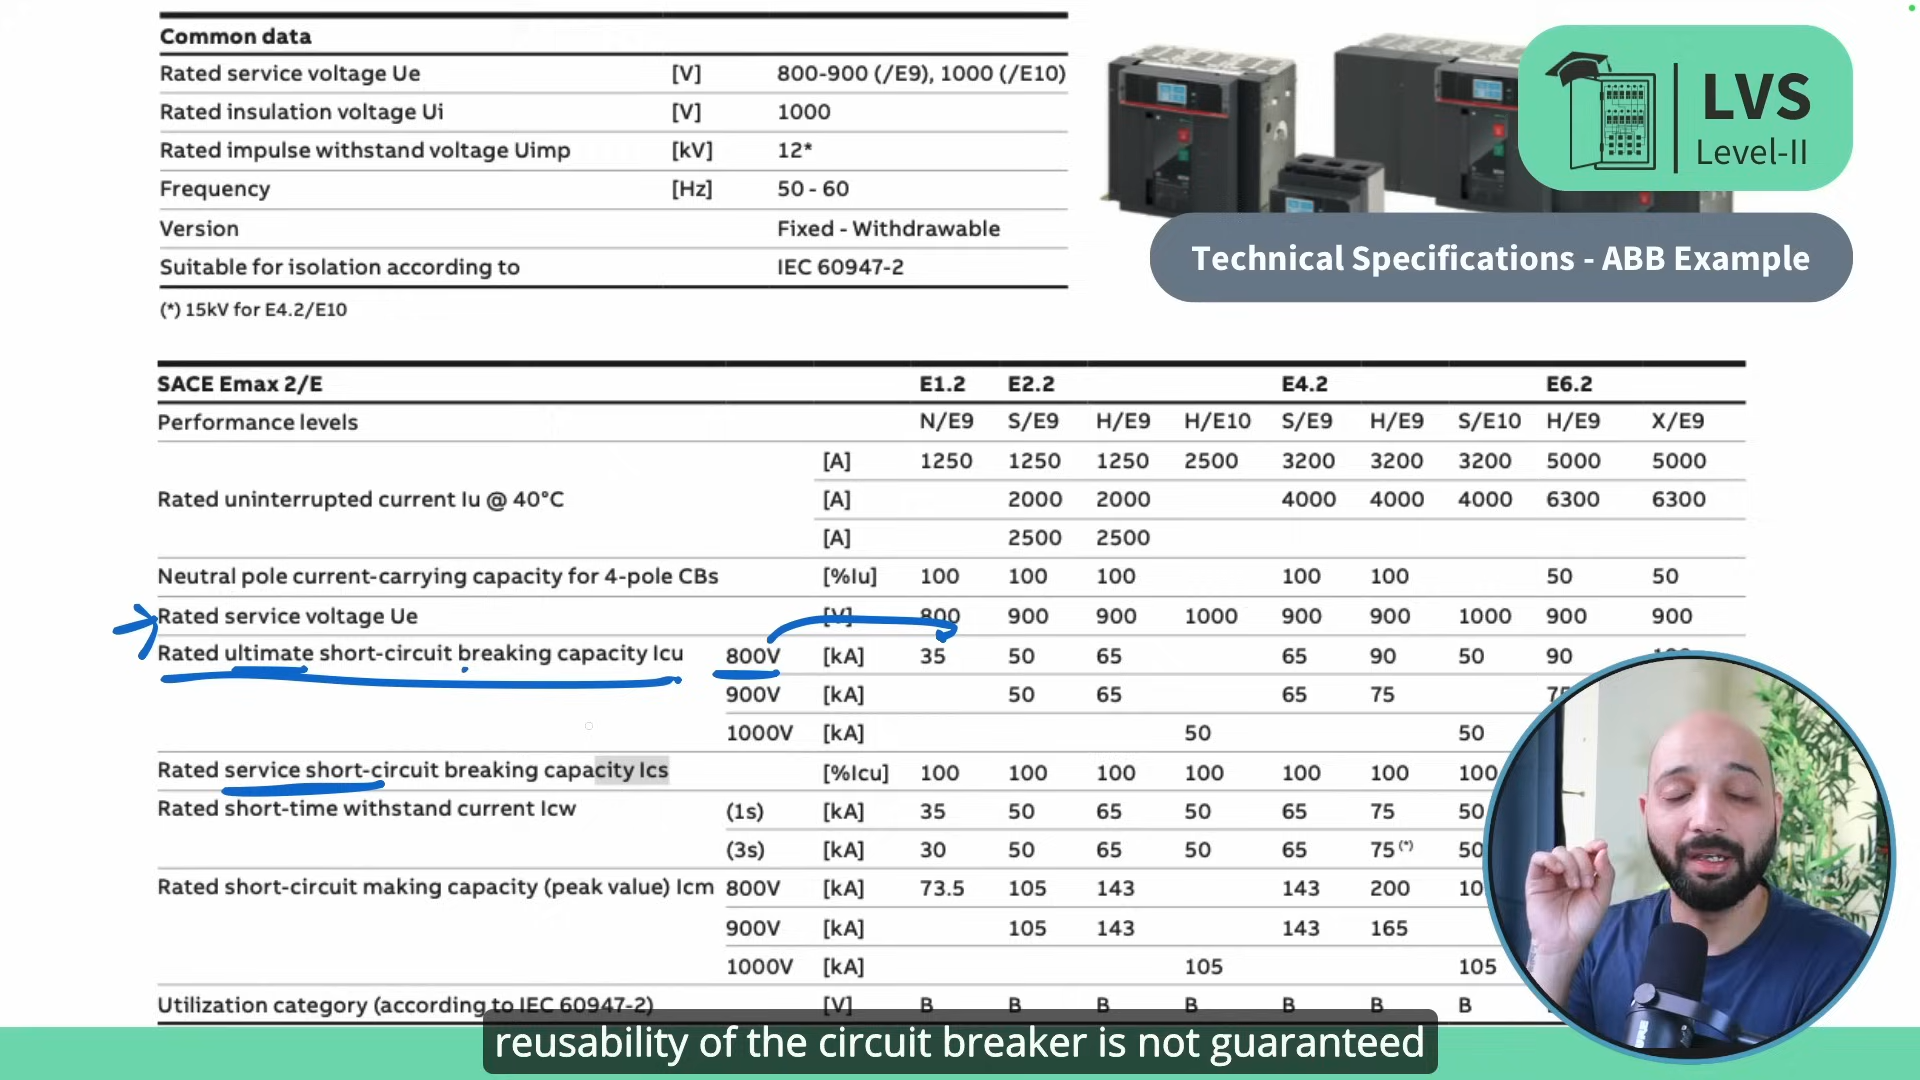 Common data
Rated service voltage Ue [V] 800-900 (/E9), 1000 (/E10)
Rated insulation voltage Ui [V] 1000
Rated impulse withstand voltage Uimp [kV] 12*
Frequency [Hz] 50 - 60
Version Fixed - Withdrawable
Suitable for isolation according to IEC 60947-2
(*) 15kV for E4.2/E10
LVS
Level-II
Technical Specifications - ABB Example
SACE Emax 2/E E1.2 E2.2 E4.2 E6.2
Performance levels N/E9 S/E9 H/E9 H/E10 S/E9 H/E9 S/E10 H/E9 X/E9
[A] 1250 1250 1250 2500 3200 3200 3200 5000 5000
Rated uninterrupted current Iu @ 40°C [A] 2000 2000 4000 4000 4000 6300 6300
[A] 2500 2500
Neutral pole current-carrying capacity for 4-pole CBs [%Iu] 100 100 100 100 100 50 50
Rated service voltage Ue [V] 800 900 900 1000 900 900 1000 900 900
Rated ultimate short-circuit breaking capacity Icu 800V [kA] 35 50 65 65 90 50 90
900V [kA] 50 65 65 75
1000V [kA] 50 50
Rated service short-circuit breaking capacity Ics [%Icu] 100 100 100 100 100 100 100
Rated short-time withstand current Icw (1s) [kA] 35 50 65 50 65 75 50
(3s) [kA] 30 50 65 50 65 75 (*) 50
Rated short-circuit making capacity (peak value) Icm 800V [kA] 73.5 105 143 143 200
900V [kA] 105 143 143 165
1000V [kA] 105 105
Utilization category (according to IEC 60947-2) [V] B B B B B B B
reusability of the circuit breaker is not guaranteed